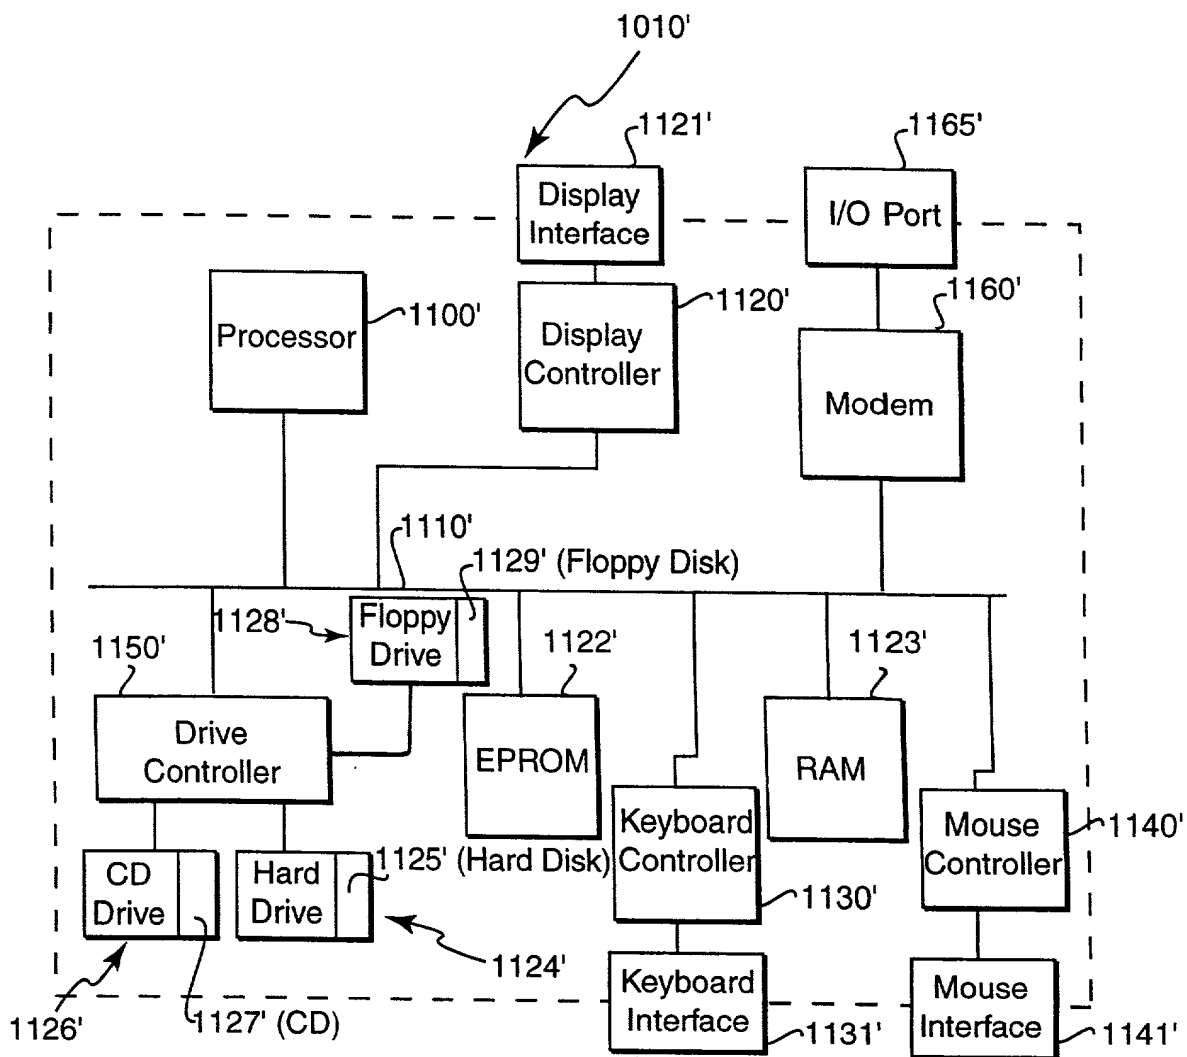 1010'
1121'
1165'
Display
Interface
I/O Port
1120'
1160'
Processor
1100'
Display
Controller
Modem
1110'
1129' (Floppy Disk)
1128'
Floppy
Drive
1150'
1122'
1123'
Drive
Controller
EPROM
RAM
Keyboard
Controller
Mouse
Controller
1140'
CD
Drive
Hard
Drive
1125' (Hard Disk)
1130'
1124'
Keyboard
Interface
Mouse
Interface
1126'
1127' (CD)
1131'
1141'